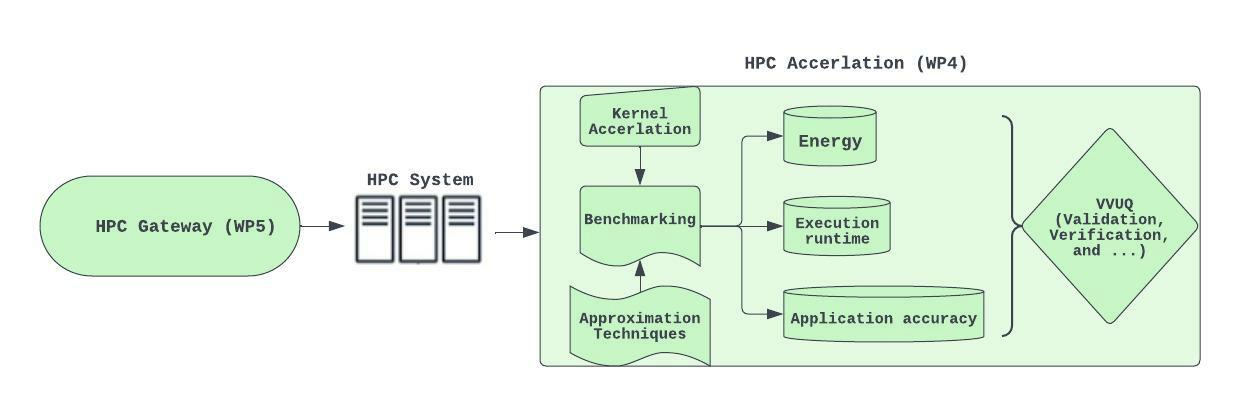 HPC Accerlation (WP4)
HPC Gateway (WP5)
HPC System
Kernel
Accerlation
Benchmarking
Approximation
Techniques
Energy
Execution
runtime
Application accuracy
VVUQ
(Validation,
Verification,
and ...)